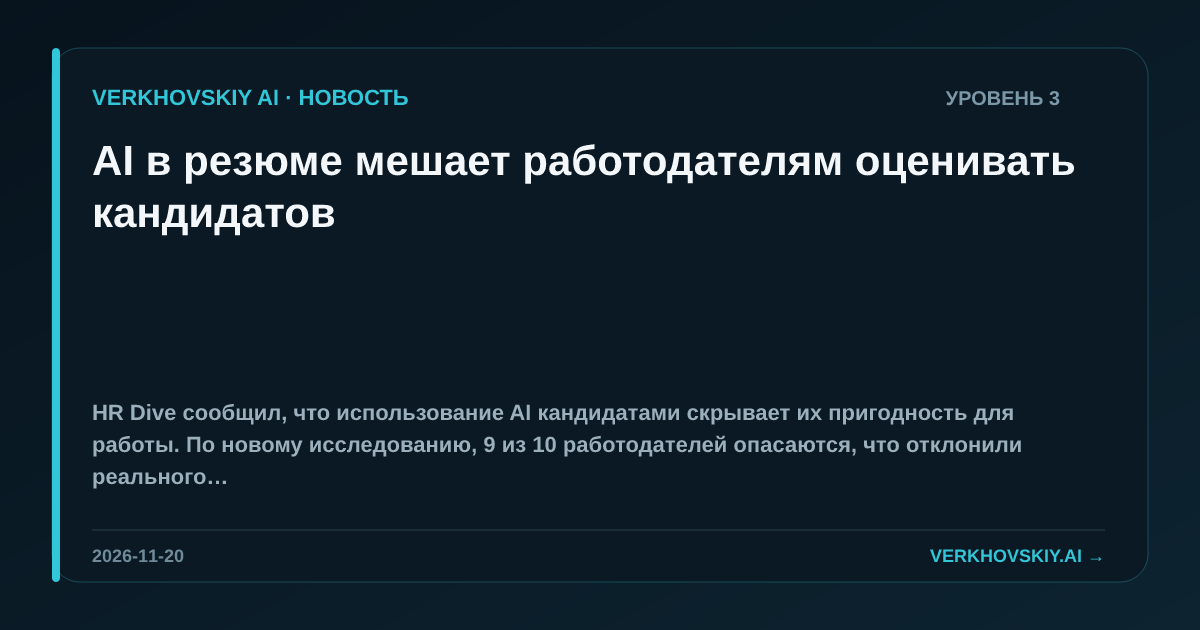 VERKHOVSKIY AI · НОВОСТЬ
УРОВЕНЬ 3
AI в резюме мешает работодателям оценивать
кандидатов
HR Dive сообщил, что использование AI кандидатами скрывает их пригодность для
работы. По новому исследованию, 9 из 10 работодателей опасаются, что отклонили
реального…
2026-11-20
VERKHOVSKIY.AI →